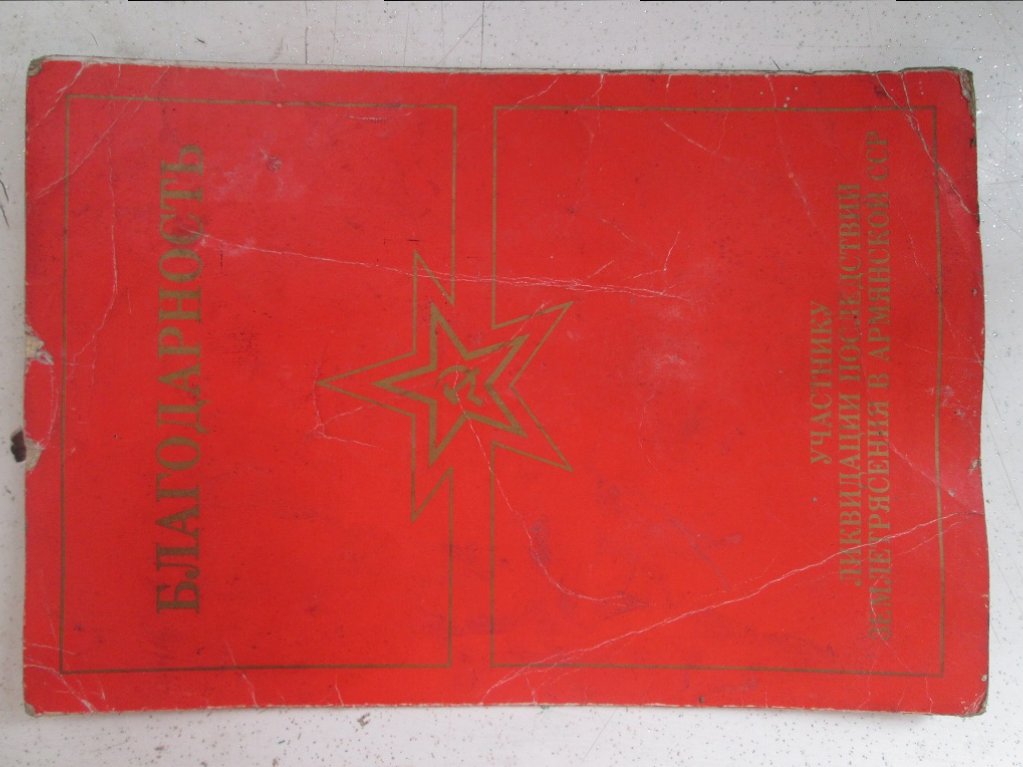 БЛАГОДАРНОСТЬ
УЧАСТНИКУ
ЛИКВИДАЦИИ ПОСЛЕДСТВИЙ
ЗЕМЛЕТРЯСЕНИЯ В АРМЯНСКОЙ ССР